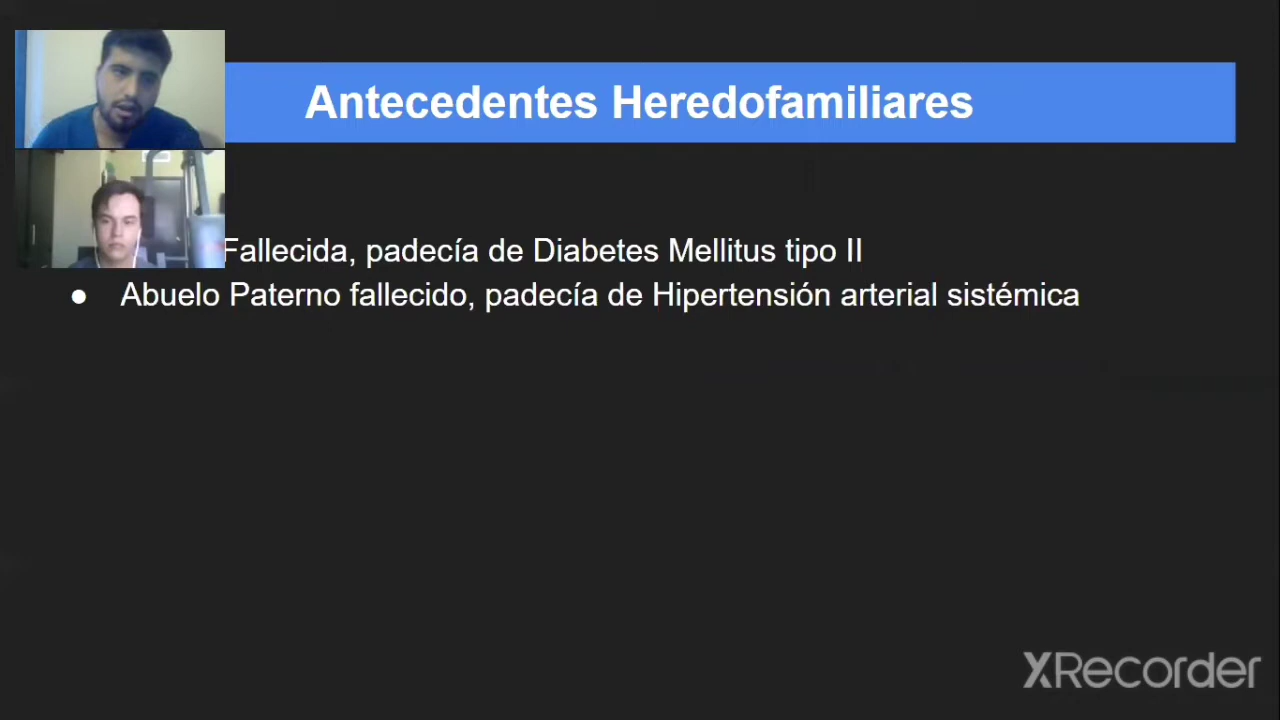 Antecedentes Heredofamiliares
Fallecida, padecía de Diabetes Mellitus tipo II
● Abuelo Paterno fallecido, padecía de Hipertensión arterial sistémica
XRecorder